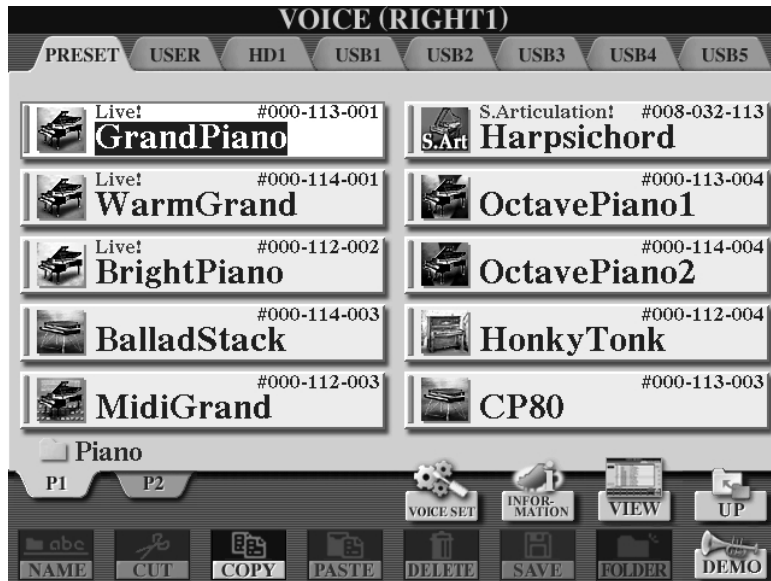 VOICE (RIGHT1)
PRESET USER HD1 USB1 USB2 USB3 USB4 USB5
Live! #000-113-001
GrandPiano
S.Articulation! #008-032-113
S.Art Harpsichord
Live! #000-114-001
WarmGrand
#000-113-004
OctavePiano1
Live! #000-112-002
BrightPiano
#000-114-004
OctavePiano2
#000-114-003
BalladStack
#000-112-004
HonkyTonk
#000-112-003
MidiGrand
#000-113-003
CP80
Piano
P1 P2
VOICE SET
INFOR-
MATION
VIEW
UP
abc
NAME CUT COPY PASTE DELETE SAVE FOLDER DEMO